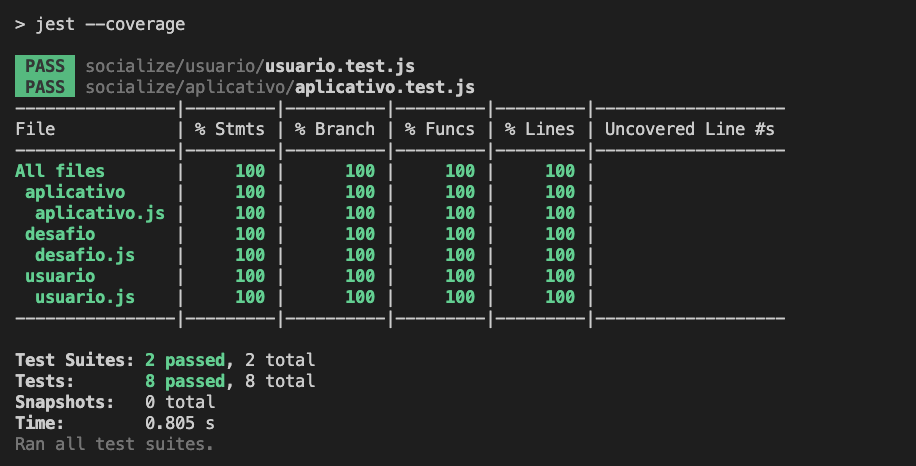 > jest --coverage
PASS socialize/usuario/usuario.test.js
PASS socialize/aplicativo/aplicativo.test.js
----------------|---------|----------|---------|---------|-------------------
File            | % Stmts | % Branch | % Funcs | % Lines | Uncovered Line #s
----------------|---------|----------|---------|---------|-------------------
All files       |     100 |      100 |     100 |     100 |
 aplicativo     |     100 |      100 |     100 |     100 |
  aplicativo.js |     100 |      100 |     100 |     100 |
 desafio        |     100 |      100 |     100 |     100 |
  desafio.js    |     100 |      100 |     100 |     100 |
 usuario        |     100 |      100 |     100 |     100 |
  usuario.js    |     100 |      100 |     100 |     100 |
----------------|---------|----------|---------|---------|-------------------
Test Suites: 2 passed, 2 total
Tests:       8 passed, 8 total
Snapshots:   0 total
Time:        0.805 s
Ran all test suites.